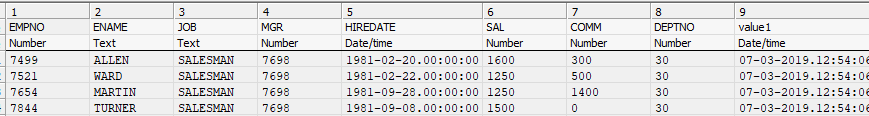 1 2 3 4 5 6 7 8 9
EMPNO ENAME JOB MGR HIREDATE SAL COMM DEPTNO value1
Number Text Text Number Date/time Number Number Number Date/time
7499 ALLEN SALESMAN 7698 1981-02-20.00:00:00 1600 300 30 07-03-2019.12:54:06
7521 WARD SALESMAN 7698 1981-02-22.00:00:00 1250 500 30 07-03-2019.12:54:06
7654 MARTIN SALESMAN 7698 1981-09-28.00:00:00 1250 1400 30 07-03-2019.12:54:06
7844 TURNER SALESMAN 7698 1981-09-08.00:00:00 1500 0 30 07-03-2019.12:54:06